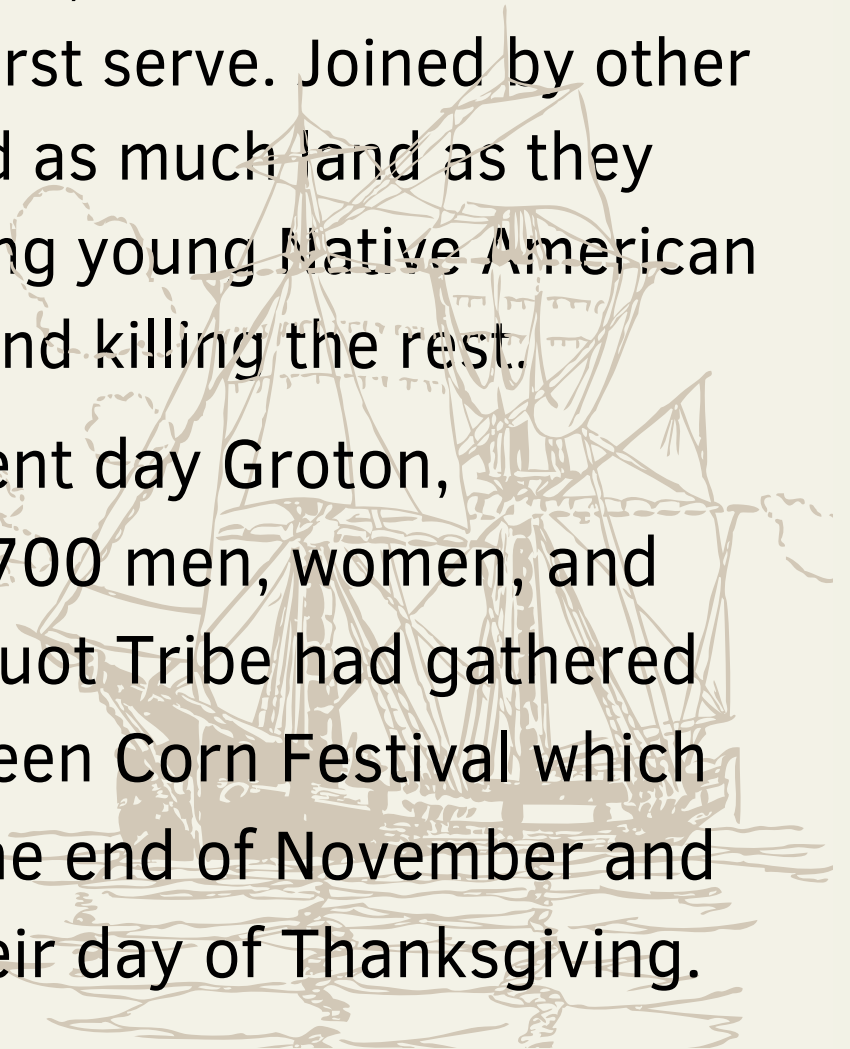 rst serve. Joined by other
d as much land as they
ng young Native American
nd killing the rest.
ent day Groton,
700 men, women, and
uot Tribe had gathered
een Corn Festival which
he end of November and
eir day of Thanksgiving.